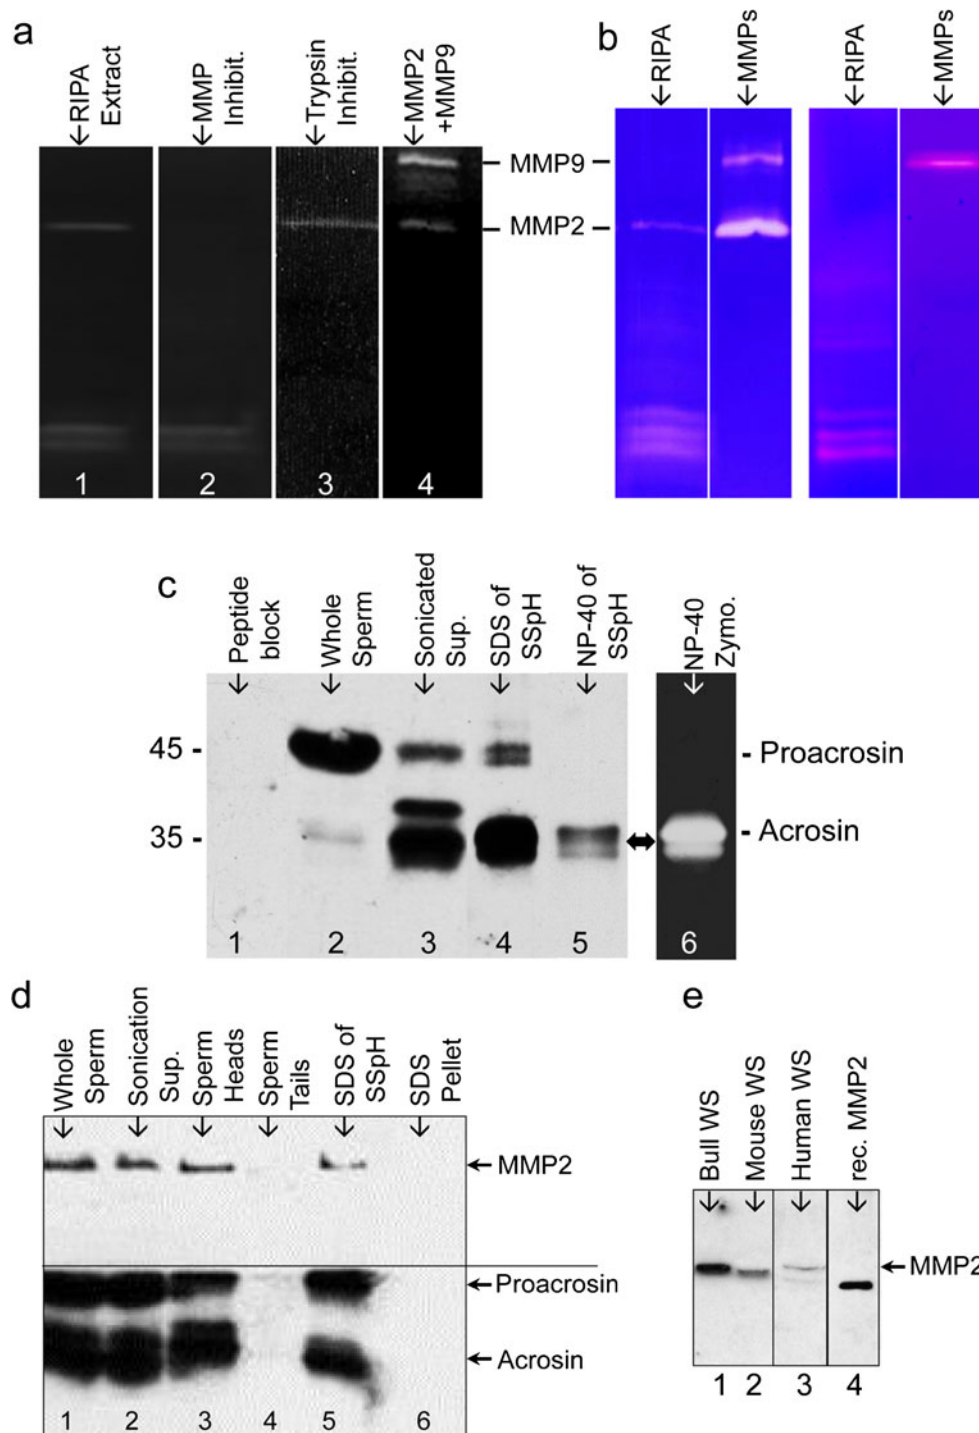 a
←RIPA
Extract
←MMP
Inhibit.
←Trypsin
Inhibit.
←MMP2
+MMP9
MMP9
MMP2
1
2
3
4
b
←RIPA
←MMPs
←RIPA
←MMPs
c
←Peptide
block
←Whole
Sperm
←Sonicated
Sup.
←SDS of
SSpH
←NP-40 of
SSpH
←NP-40
Zymo.
45 -
- Proacrosin
35 -
- Acrosin
1
2
3
4
5
6
d
←Whole
Sperm
←Sonication
Sup.
←Sperm
Heads
←Sperm
Tails
←SDS of
SSpH
←SDS
Pellet
←MMP2
←Proacrosin
←Acrosin
1
2
3
4
5
6
e
←Bull WS
←Mouse WS
←Human WS
←rec. MMP2
←MMP2
1
2
3
4